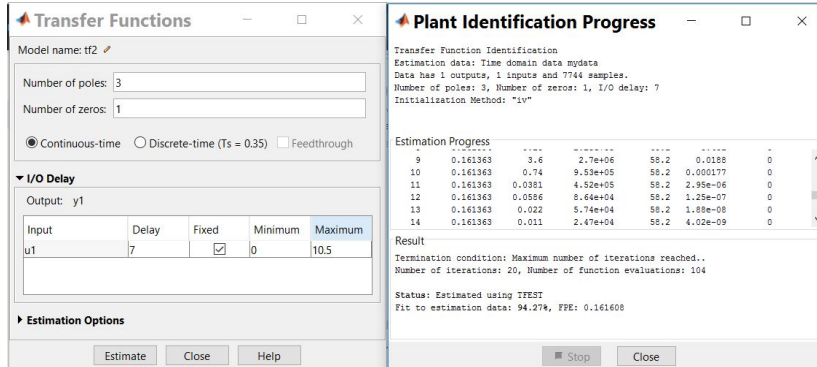 Transfer Functions
Model name: tf2
Number of poles: 3
Number of zeros: 1
Continuous-time Discrete-time (Ts = 0.35) Feedthrough
I/O Delay
Output: y1
Input Delay Fixed Minimum Maximum
u1 7 0 10.5
Estimation Options
Estimate Close Help
Plant Identification Progress
Transfer Function Identification
Estimation data: Time domain data mydata
Data has 1 outputs, 1 inputs and 7744 samples.
Number of poles: 3, Number of zeros: 1, I/O delay: 7
Initialization Method: "iv"
Estimation Progress
9 0.161363 3.6 2.7e+06 58.2 0.0188 0
10 0.161363 0.74 9.53e+05 58.2 0.000177 0
11 0.161363 0.0381 4.52e+05 58.2 2.95e-06 0
12 0.161363 0.0586 8.64e+04 58.2 1.25e-07 0
13 0.161363 0.022 5.74e+04 58.2 1.88e-08 0
14 0.161363 0.011 2.47e+04 58.2 4.02e-09 0
Result
Termination condition: Maximum number of iterations reached..
Number of iterations: 20, Number of function evaluations: 104
Status: Estimated using TFEST
Fit to estimation data: 94.27%, FPE: 0.161608
Stop Close